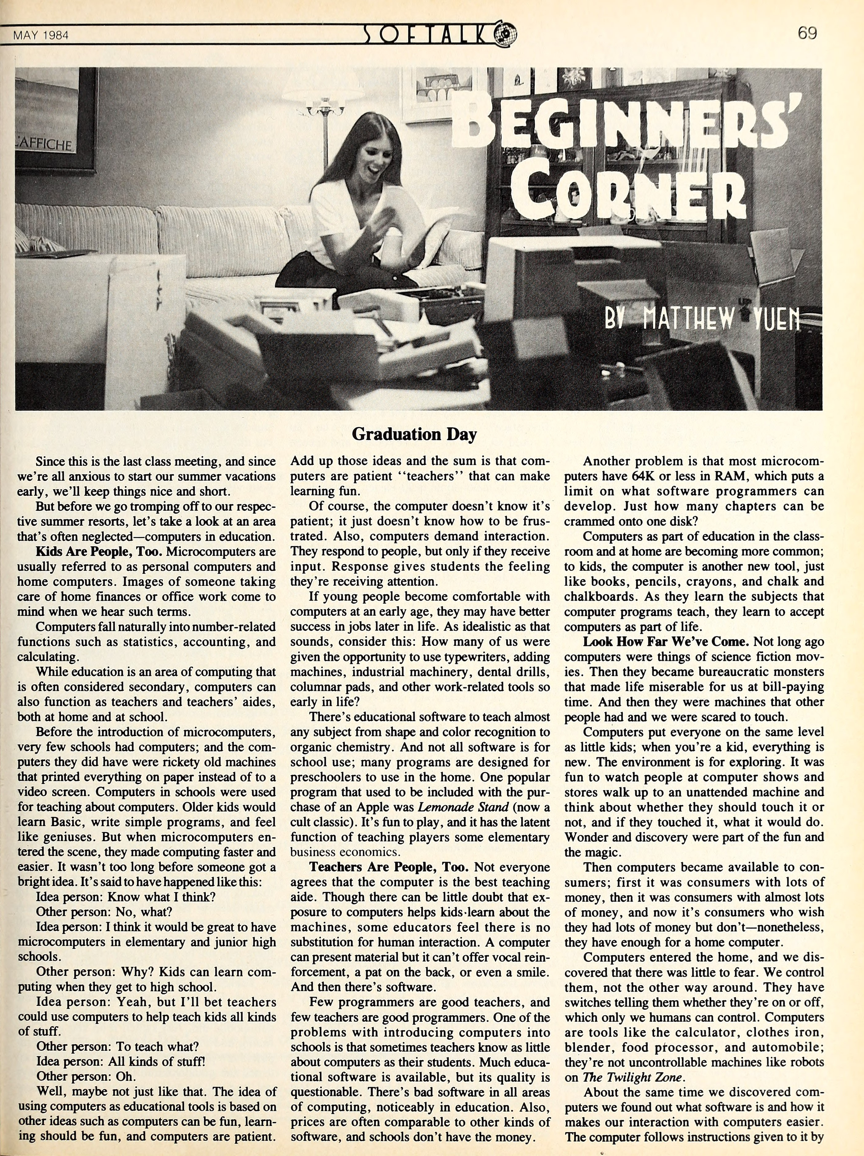 MAY 1984
SOFTALK
69
L'AFFICHE
BEGINNERS'
CORNER
UP
BY MATTHEW YUEN
Graduation Day
Since this is the last class meeting, and since
we're all anxious to start our summer vacations
early, we'll keep things nice and short.
But before we go tromping off to our respec-
tive summer resorts, let's take a look at an area
that's often neglected—computers in education.
Kids Are People, Too. Microcomputers are
usually referred to as personal computers and
home computers. Images of someone taking
care of home finances or office work come to
mind when we hear such terms.
Computers fall naturally into number-related
functions such as statistics, accounting, and
calculating.
While education is an area of computing that
is often considered secondary, computers can
also function as teachers and teachers' aides,
both at home and at school.
Before the introduction of microcomputers,
very few schools had computers; and the com-
puters they did have were rickety old machines
that printed everything on paper instead of to a
video screen. Computers in schools were used
for teaching about computers. Older kids would
learn Basic, write simple programs, and feel
like geniuses. But when microcomputers en-
tered the scene, they made computing faster and
easier. It wasn't too long before someone got a
bright idea. It's said to have happened like this:
Idea person: Know what I think?
Other person: No, what?
Idea person: I think it would be great to have
microcomputers in elementary and junior high
schools.
Other person: Why? Kids can learn com-
puting when they get to high school.
Idea person: Yeah, but I'll bet teachers
could use computers to help teach kids all kinds
of stuff.
Other person: To teach what?
Idea person: All kinds of stuff!
Other person: Oh.
Well, maybe not just like that. The idea of
using computers as educational tools is based on
other ideas such as computers can be fun, learn-
ing should be fun, and computers are patient.
Add up those ideas and the sum is that com-
puters are patient "teachers" that can make
learning fun.
Of course, the computer doesn't know it's
patient; it just doesn't know how to be frus-
trated. Also, computers demand interaction.
They respond to people, but only if they receive
input. Response gives students the feeling
they're receiving attention.
If young people become comfortable with
computers at an early age, they may have better
success in jobs later in life. As idealistic as that
sounds, consider this: How many of us were
given the opportunity to use typewriters, adding
machines, industrial machinery, dental drills,
columnar pads, and other work-related tools so
early in life?
There's educational software to teach almost
any subject from shape and color recognition to
organic chemistry. And not all software is for
school use; many programs are designed for
preschoolers to use in the home. One popular
program that used to be included with the pur-
chase of an Apple was Lemonade Stand (now a
cult classic). It's fun to play, and it has the latent
function of teaching players some elementary
business economics.
Teachers Are People, Too. Not everyone
agrees that the computer is the best teaching
aide. Though there can be little doubt that ex-
posure to computers helps kids learn about the
machines, some educators feel there is no
substitution for human interaction. A computer
can present material but it can't offer vocal rein-
forcement, a pat on the back, or even a smile.
And then there's software.
Few programmers are good teachers, and
few teachers are good programmers. One of the
problems with introducing computers into
schools is that sometimes teachers know as little
about computers as their students. Much educa-
tional software is available, but its quality is
questionable. There's bad software in all areas
of computing, noticeably in education. Also,
prices are often comparable to other kinds of
software, and schools don't have the money.
Another problem is that most microcom-
puters have 64K or less in RAM, which puts a
limit on what software programmers can
develop. Just how many chapters can be
crammed onto one disk?
Computers as part of education in the class-
room and at home are becoming more common;
to kids, the computer is another new tool, just
like books, pencils, crayons, and chalk and
chalkboards. As they learn the subjects that
computer programs teach, they learn to accept
computers as part of life.
Look How Far We've Come. Not long ago
computers were things of science fiction mov-
ies. Then they became bureaucratic monsters
that made life miserable for us at bill-paying
time. And then they were machines that other
people had and we were scared to touch.
Computers put everyone on the same level
as little kids; when you're a kid, everything is
new. The environment is for exploring. It was
fun to watch people at computer shows and
stores walk up to an unattended machine and
think about whether they should touch it or
not, and if they touched it, what it would do.
Wonder and discovery were part of the fun and
the magic.
Then computers became available to con-
sumers; first it was consumers with lots of
money, then it was consumers with almost lots
of money, and now it's consumers who wish
they had lots of money but don't—nonetheless,
they have enough for a home computer.
Computers entered the home, and we dis-
covered that there was little to fear. We control
them, not the other way around. They have
switches telling them whether they're on or off,
which only we humans can control. Computers
are tools like the calculator, clothes iron,
blender, food processor, and automobile;
they're not uncontrollable machines like robots
on The Twilight Zone.
About the same time we discovered com-
puters we found out what software is and how it
makes our interaction with computers easier.
The computer follows instructions given to it by